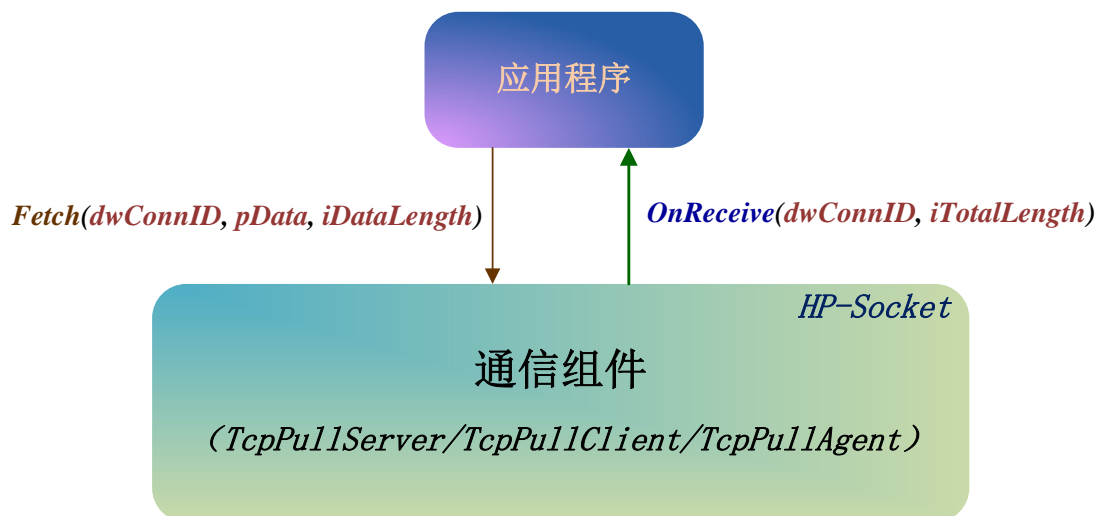 应用程序
Fetch(dwConnID, pData, iDataLength)
OnReceive(dwConnID, iTotalLength)
HP-Socket
通信组件
（TcpPullServer/TcpPullClient/TcpPullAgent）